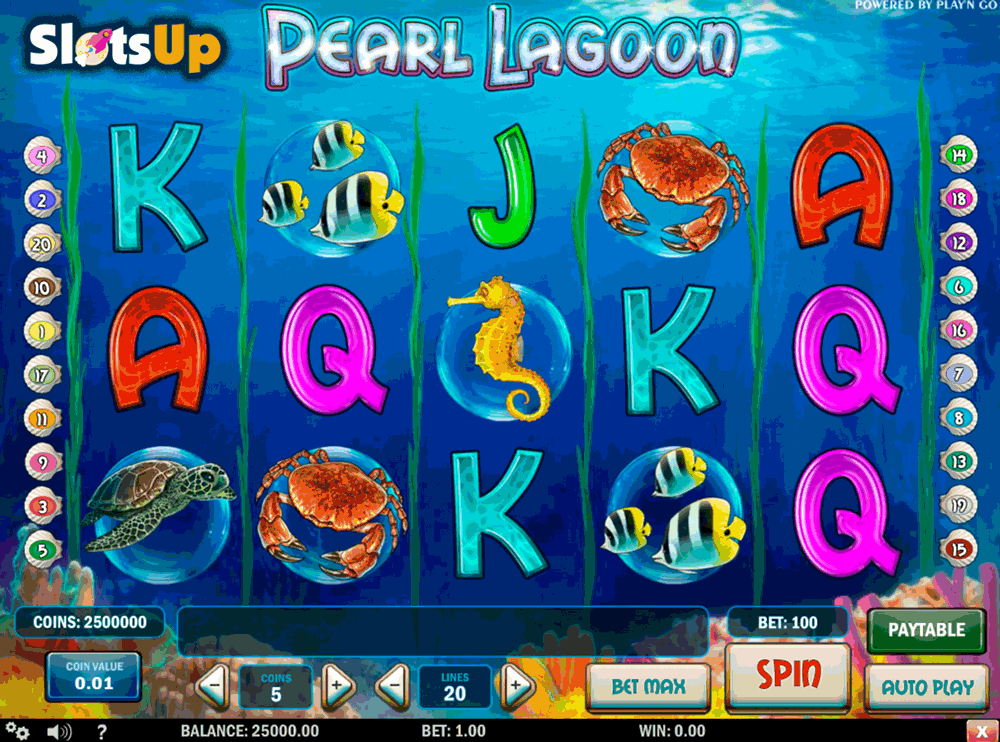 POWERED BY PLAY'N GO
SlotsUp
PEARL LAGOON
K J A
4 14
2 18
20 12
10 6
A Q K Q
1 16
17 7
11 8
9 13
K Q
3 19
5 15
COINS: 2500000
BET: 100
PAYTABLE
COIN VALUE
0.01
- COINS
5 +
- LINES
20 +
BET MAX
SPIN
AUTO PLAY
? BALANCE: 25000.00 BET: 1.00 WIN: 0.00 X